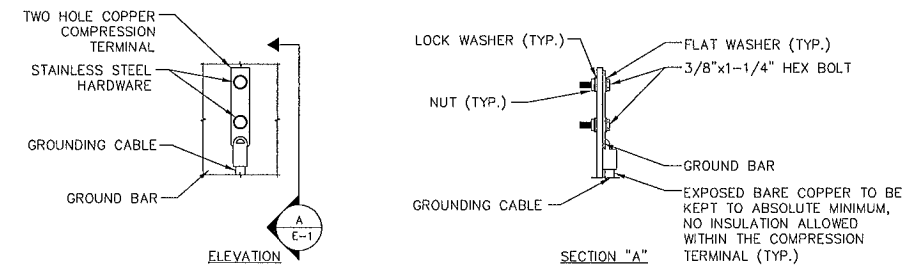 TWO HOLE COPPER
COMPRESSION
TERMINAL
STAINLESS STEEL
HARDWARE
GROUNDING CABLE
GROUND BAR
A
E-1
ELEVATION
LOCK WASHER (TYP.)
NUT (TYP.)
GROUNDING CABLE
FLAT WASHER (TYP.)
3/8"x1-1/4" HEX BOLT
GROUND BAR
EXPOSED BARE COPPER TO BE
KEPT TO ABSOLUTE MINIMUM,
NO INSULATION ALLOWED
WITHIN THE COMPRESSION
TERMINAL (TYP.)
SECTION "A"